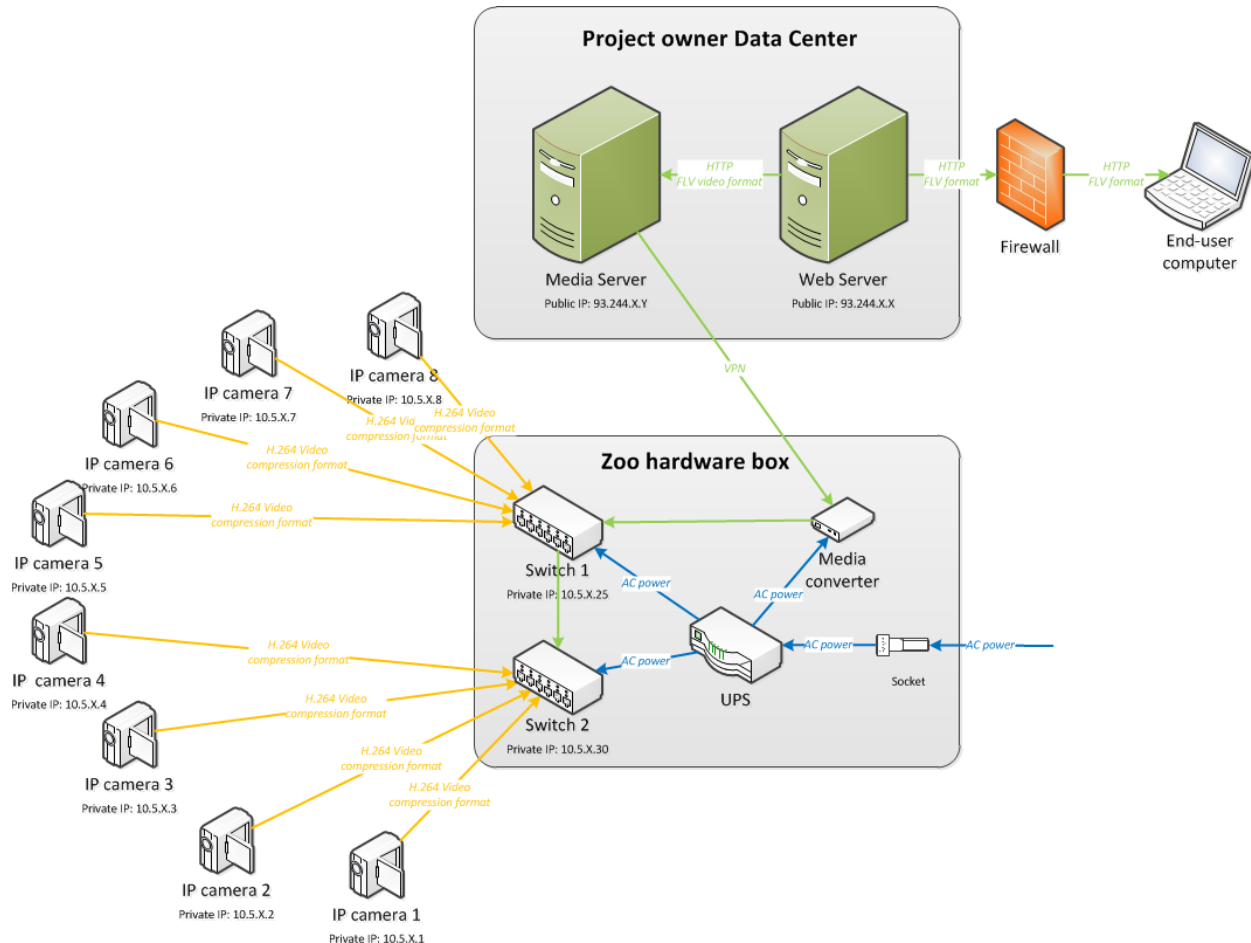 Project owner Data Center
HTTP
FLV video format
HTTP
FLV format
HTTP
FLV format
Media Server
Public IP: 93.244.X.Y
Web Server
Public IP: 93.244.X.X
Firewall
End-user
computer
VPN
IP camera 8
Private IP: 10.5.X.8
IP camera 7
Private IP: 10.5.X.7
IP camera 6
Private IP: 10.5.X.6
IP camera 5
Private IP: 10.5.X.5
IP camera 4
Private IP: 10.5.X.4
IP camera 3
Private IP: 10.5.X.3
IP camera 2
Private IP: 10.5.X.2
IP camera 1
Private IP: 10.5.X.1
H.264 Video
compression format
H.264 Video
compression format
H.264 Video
compression format
H.264 Video
compression format
H.264 Video
compression format
H.264 Video
compression format
H.264 Video
compression format
H.264 Video
compression format
Zoo hardware box
Switch 1
Private IP: 10.5.X.25
Media
converter
AC power
AC power
AC power
AC power
AC power
Switch 2
Private IP: 10.5.X.30
UPS
Socket